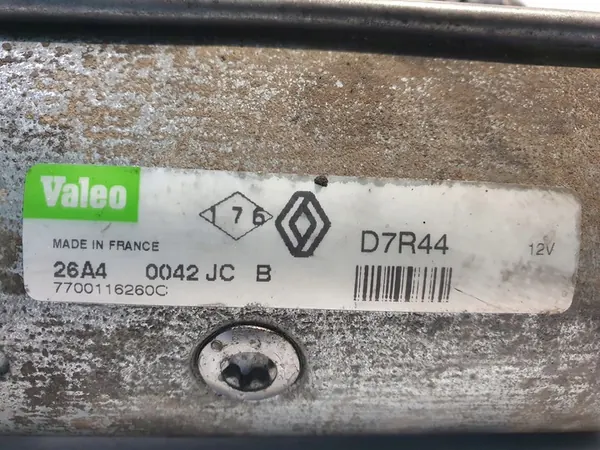 Valeo
176
D7R44
MADE IN FRANCE
12V
26A4 0042 JC B
7700116260C